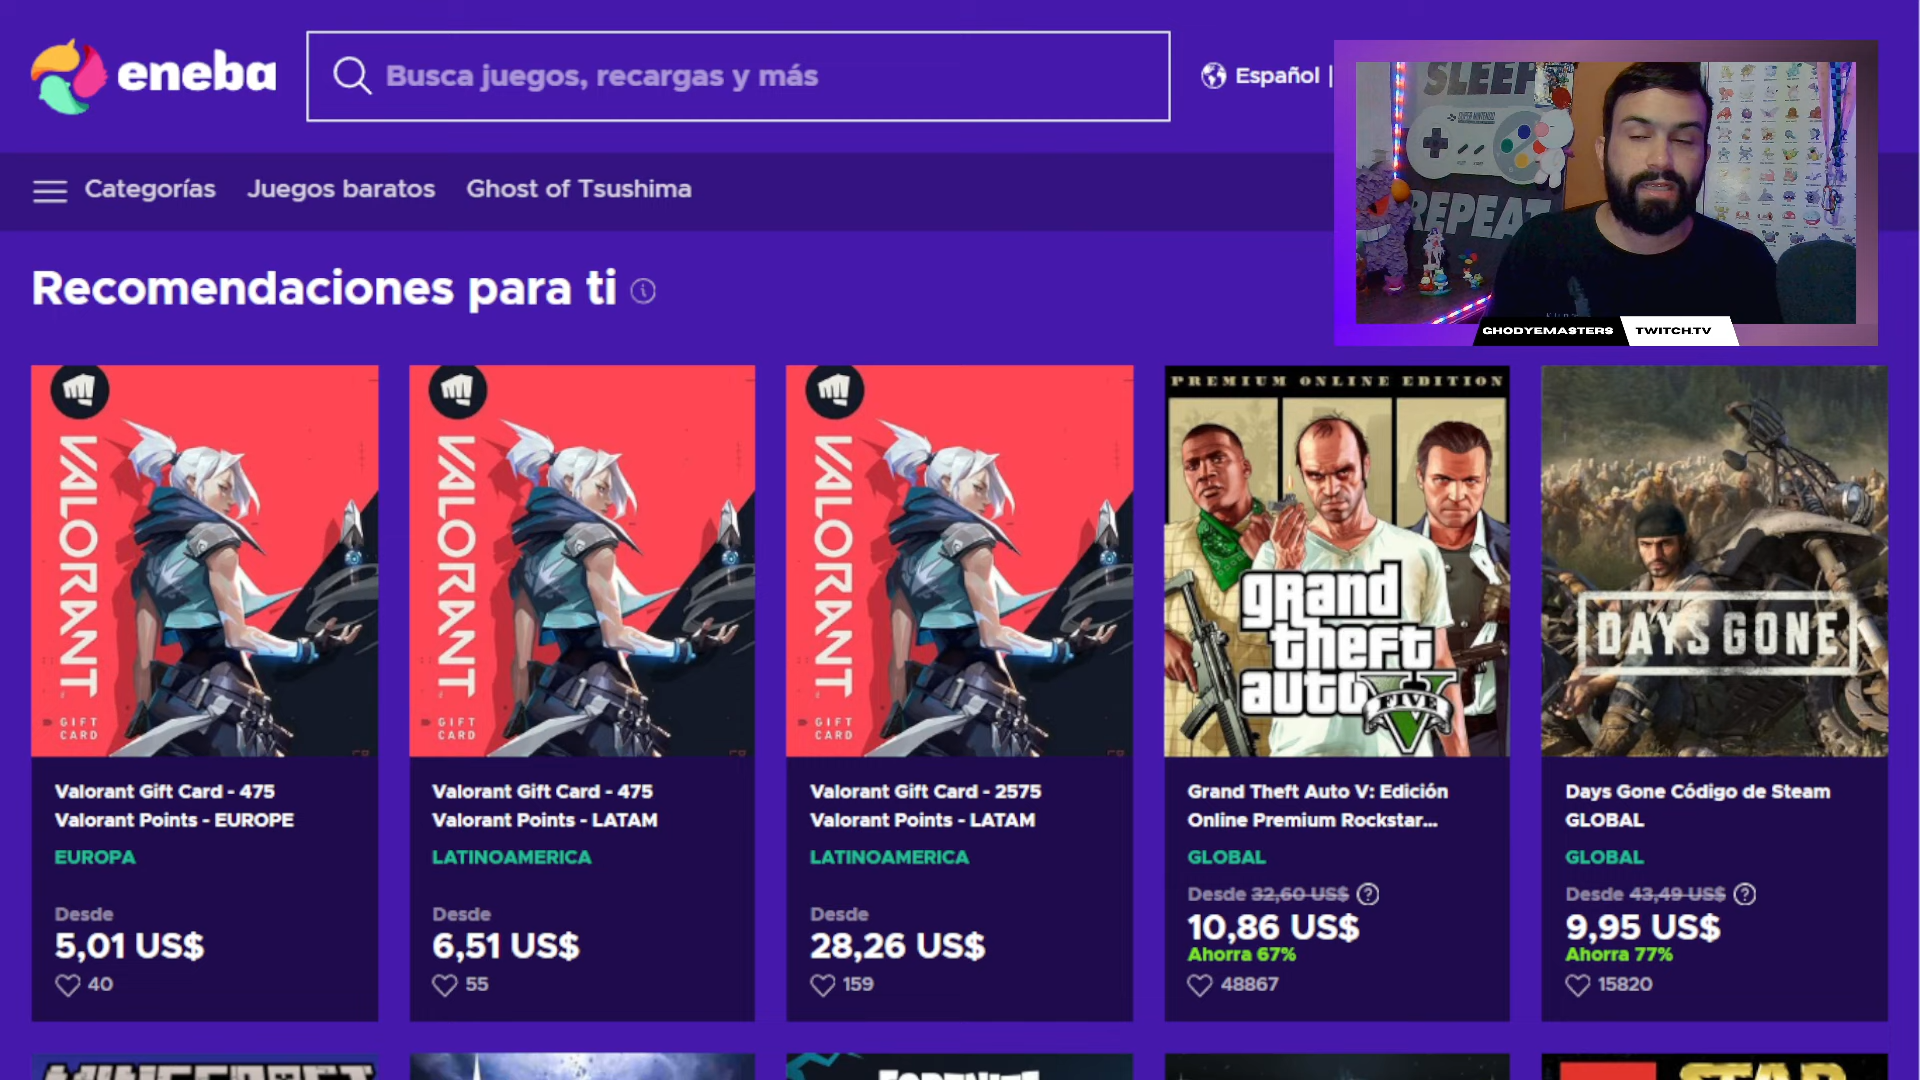 eneba
Busca juegos, recargas y más
Español |
SLEEP
SUPER NINTENDO
REPEAT
GHODYEMASTERS
TWITCH.TV
Categorías
Juegos baratos
Ghost of Tsushima
Recomendaciones para ti
VALORANT
GIFT
CARD
VALORANT
GIFT
CARD
VALORANT
GIFT
CARD
PREMIUM ONLINE EDITION
grand
theft
auto
FIVE
DAYS GONE
Valorant Gift Card - 475
Valorant Points - EUROPE
EUROPA
Desde
5,01 US$
40
Valorant Gift Card - 475
Valorant Points - LATAM
LATINOAMERICA
Desde
6,51 US$
55
Valorant Gift Card - 2575
Valorant Points - LATAM
LATINOAMERICA
Desde
28,26 US$
159
Grand Theft Auto V: Edición
Online Premium Rockstar...
GLOBAL
Desde 32,60 US$
10,86 US$
Ahorra 67%
48867
Days Gone Código de Steam
GLOBAL
GLOBAL
Desde 43,49 US$
9,95 US$
Ahorra 77%
15820
MINECRAFT
FORTNITE
STAR